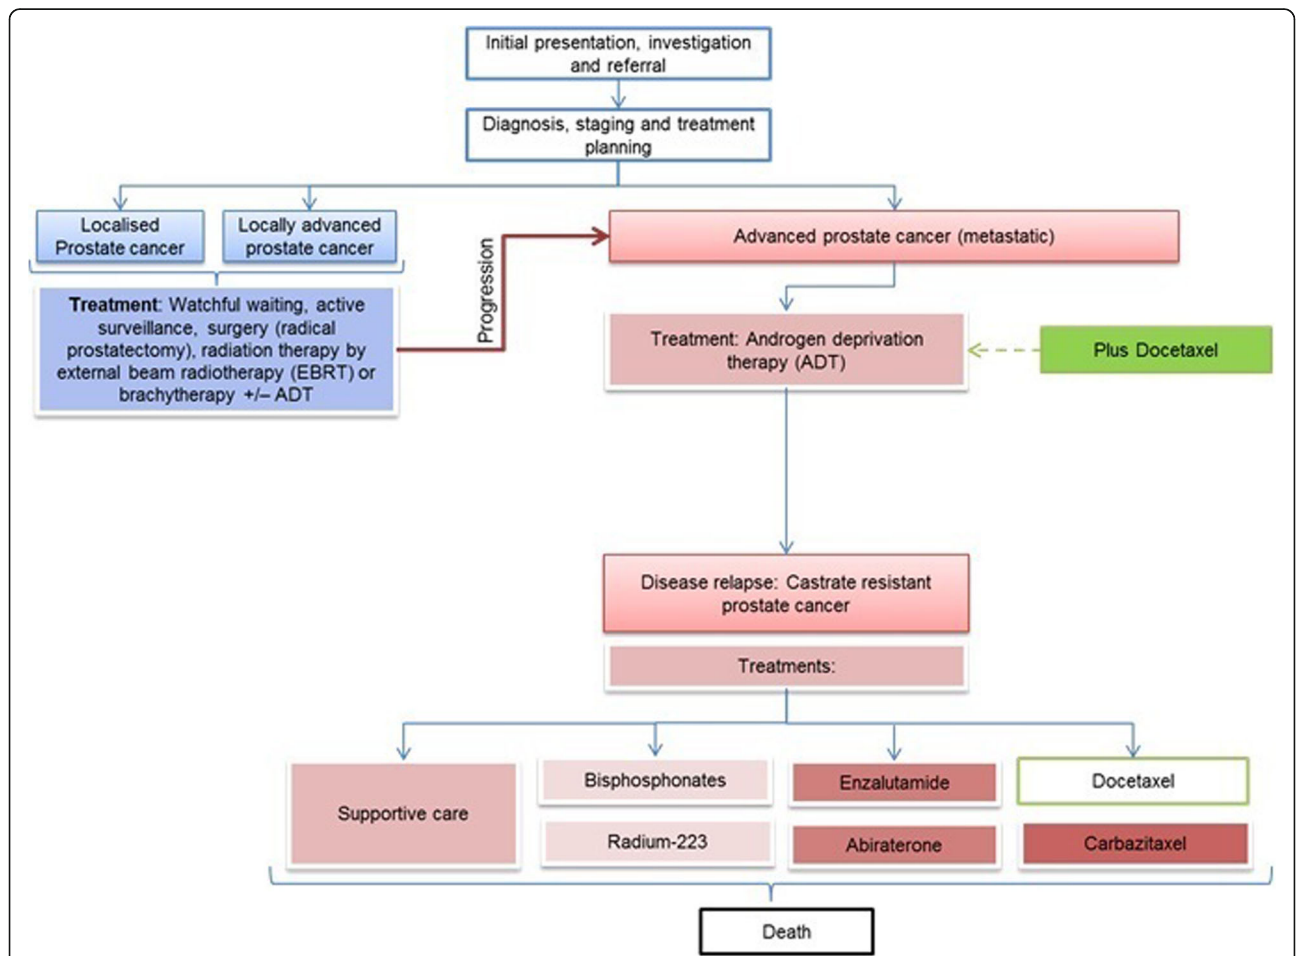 Initial presentation, investigation
and referral
Diagnosis, staging and treatment
planning
Localised
Prostate cancer
Locally advanced
prostate cancer
Advanced prostate cancer (metastatic)
Progression
Treatment: Watchful waiting, active
surveillance, surgery (radical
prostatectomy), radiation therapy by
external beam radiotherapy (EBRT) or
brachytherapy +/– ADT
Treatment: Androgen deprivation
therapy (ADT)
Plus Docetaxel
Disease relapse: Castrate resistant
prostate cancer
Treatments:
Supportive care
Bisphosphonates
Radium-223
Enzalutamide
Abiraterone
Docetaxel
Carbazitaxel
Death